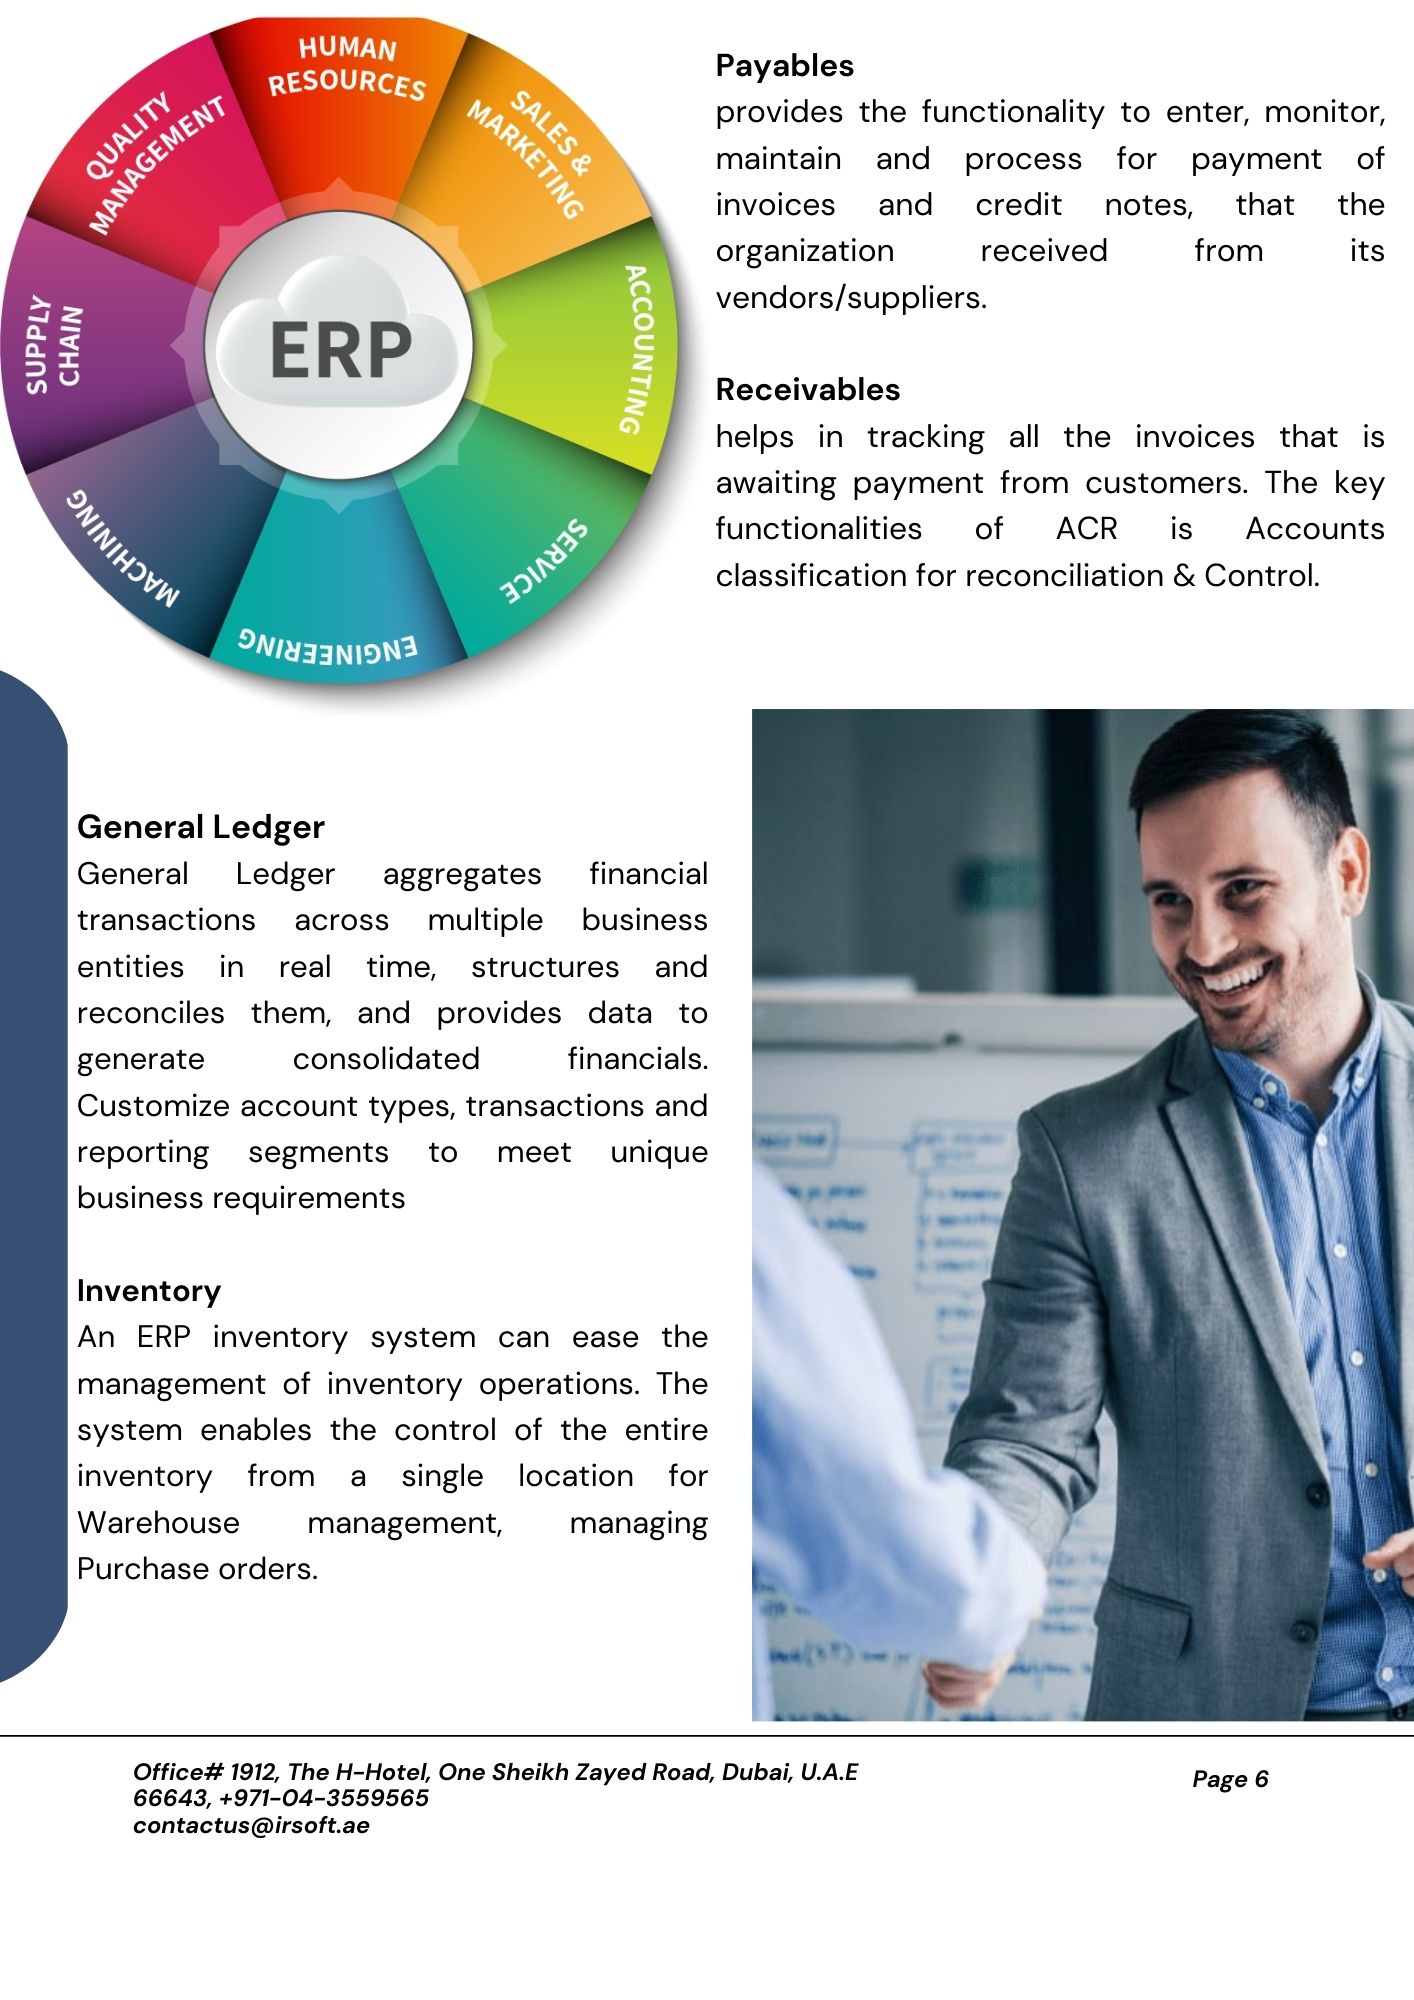 HUMAN
RESOURCES
SALES &
MARKETING
ACCOUNTING
SERVICE
ENGINEERING
MACHINING
SUPPLY
CHAIN
QUALITY
MANAGEMENT
ERP
Payables
provides the functionality to enter, monitor,
maintain and process for payment of
invoices and credit notes, that the
organization received from its
vendors/suppliers.
Receivables
helps in tracking all the invoices that is
awaiting payment from customers. The key
functionalities of ACR is Accounts
classification for reconciliation & Control.
General Ledger
General Ledger aggregates financial
transactions across multiple business
entities in real time, structures and
reconciles them, and provides data to
generate consolidated financials.
Customize account types, transactions and
reporting segments to meet unique
business requirements
Inventory
An ERP inventory system can ease the
management of inventory operations. The
system enables the control of the entire
inventory from a single location for
Warehouse management, managing
Purchase orders.
Office# 1912, The H-Hotel, One Sheikh Zayed Road, Dubai, U.A.E
66643, +971-04-3559565
contactus@irsoft.ae
Page 6